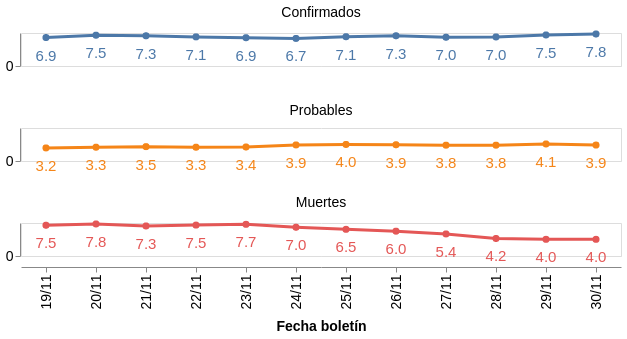 Confirmados
0
6.9 7.5 7.3 7.1 6.9 6.7 7.1 7.3 7.0 7.0 7.5 7.8
Probables
0
3.2 3.3 3.5 3.3 3.4 3.9 4.0 3.9 3.8 3.8 4.1 3.9
Muertes
0
7.5 7.8 7.3 7.5 7.7 7.0 6.5 6.0 5.4 4.2 4.0 4.0
19/11 20/11 21/11 22/11 23/11 24/11 25/11 26/11 27/11 28/11 29/11 30/11
Fecha boletín